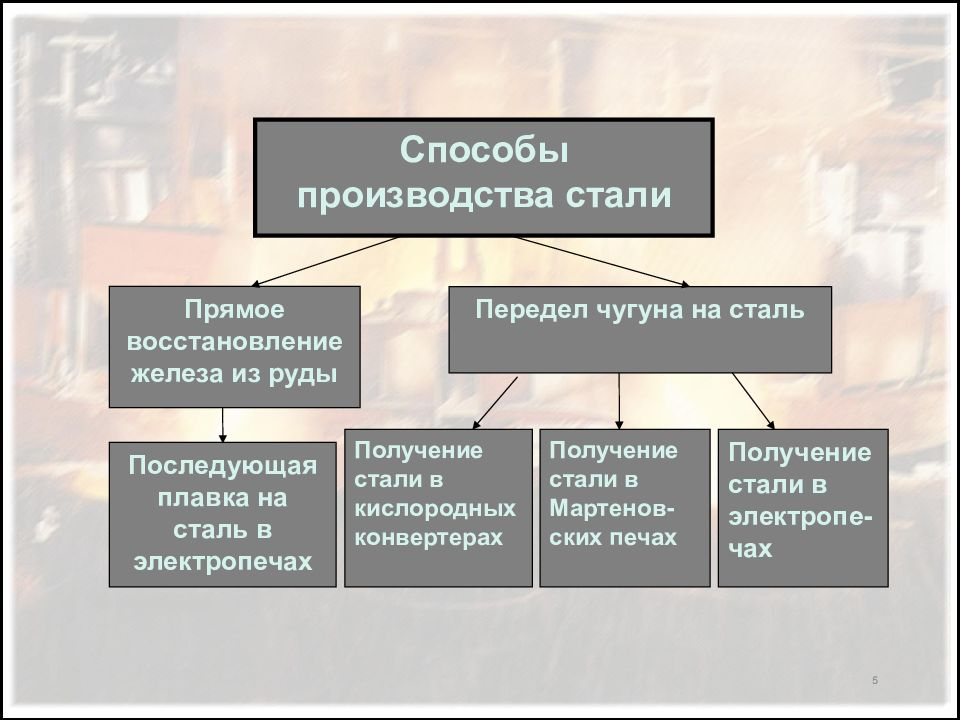 Способы
производства стали
Прямое
восстановление
железа из руды
Передел чугуна на сталь
Последующая
плавка на
сталь в
электропечах
Получение
стали в
кислородных
конвертерах
Получение
стали в
Мартенов-
ских печах
Получение
стали в
электропе-
чах
5